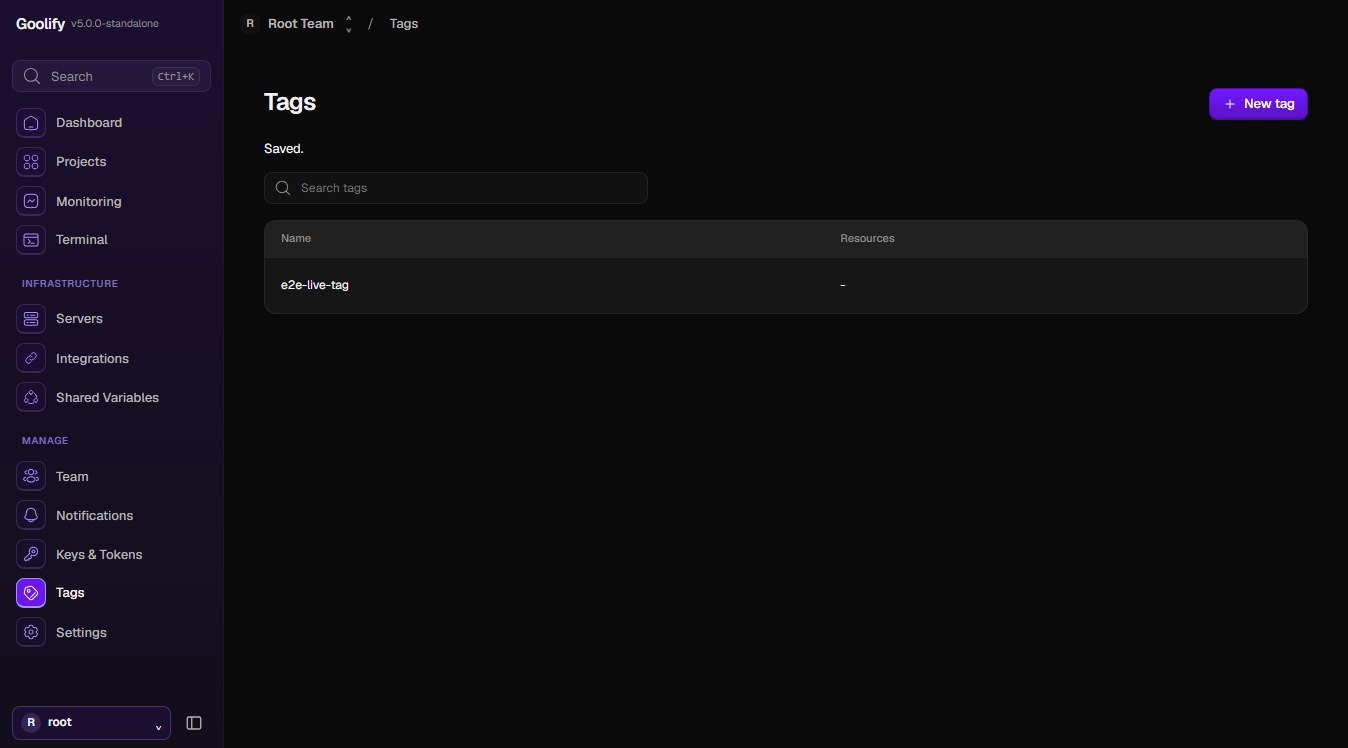 Goolify v5.0.0-standalone
Search Ctrl+K
Dashboard
Projects
Monitoring
Terminal
INFRASTRUCTURE
Servers
Integrations
Shared Variables
MANAGE
Team
Notifications
Keys & Tokens
Tags
Settings
R root
R Root Team / Tags
Tags
+ New tag
Saved.
Search tags
Name Resources
e2e-live-tag -